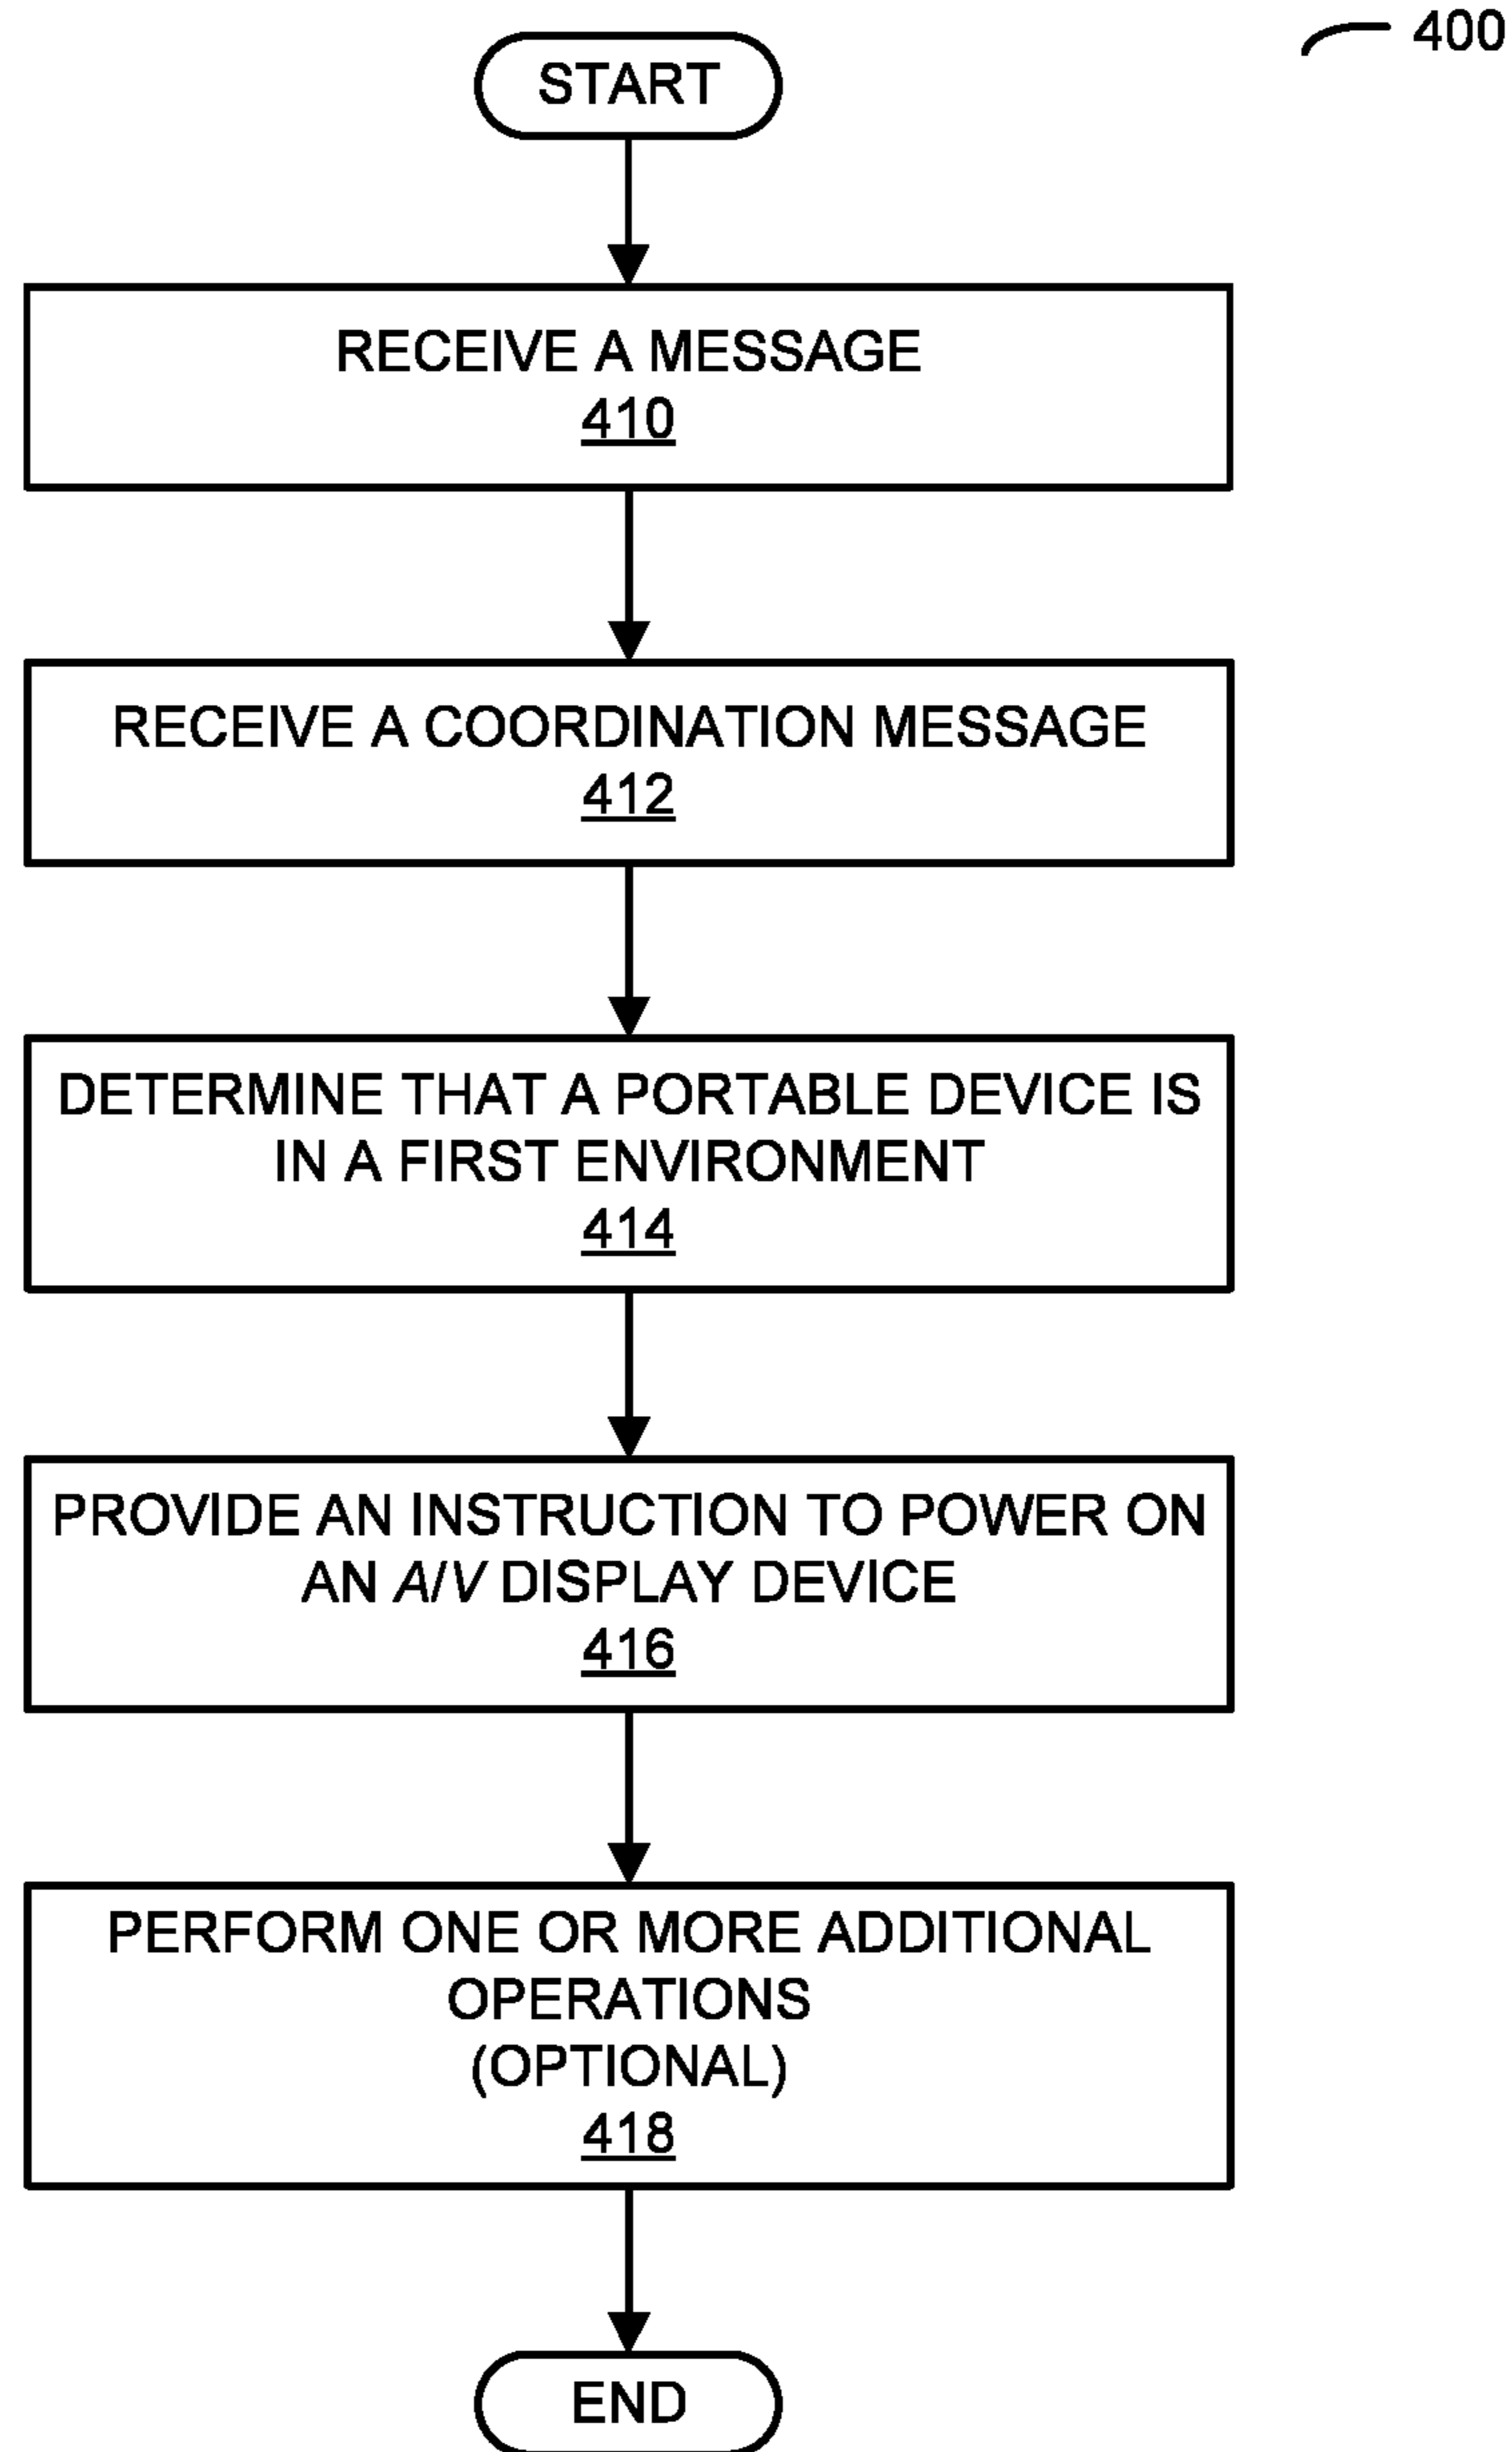 400
START
RECEIVE A MESSAGE
410
RECEIVE A COORDINATION MESSAGE
412
DETERMINE THAT A PORTABLE DEVICE IS
IN A FIRST ENVIRONMENT
414
PROVIDE AN INSTRUCTION TO POWER ON
AN A/V DISPLAY DEVICE
416
PERFORM ONE OR MORE ADDITIONAL
OPERATIONS
(OPTIONAL)
418
END